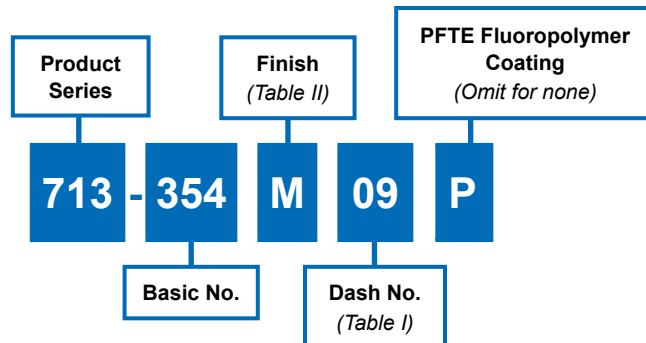 Product
Series
Finish
(Table II)
PFTE Fluoropolymer
Coating
(Omit for none)
713 - 354 M 09 P
Basic No.
Dash No.
(Table I)